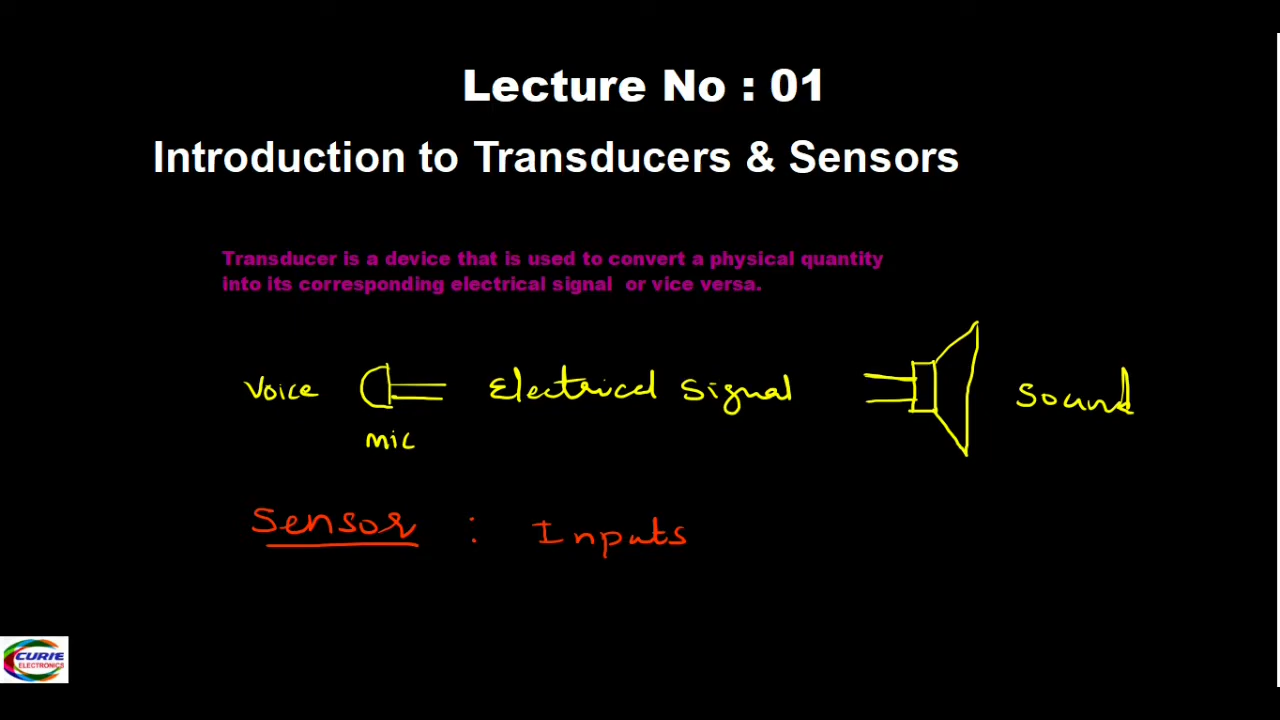 Lecture No : 01
Introduction to Transducers & Sensors
Transducer is a device that is used to convert a physical quantity
into its corresponding electrical signal or vice versa.
Voice Electrical Signal Sound
mic
Sensor : Inputs
CURIE
ELECTRONICS